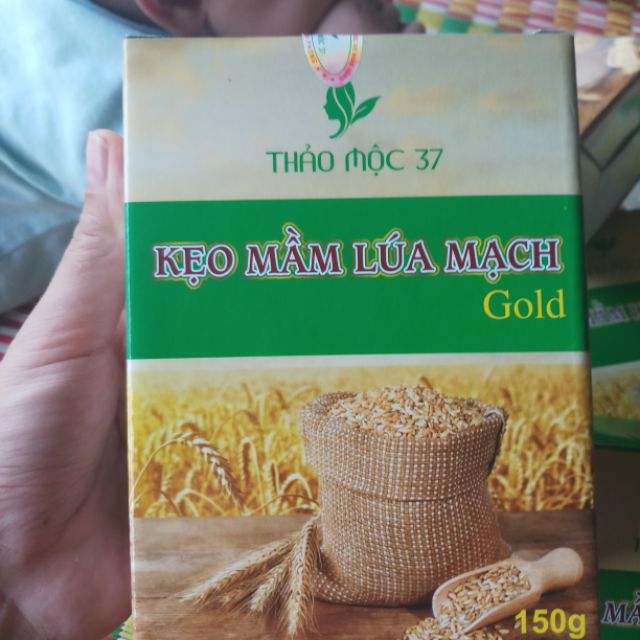 THẢO MỘC 37
KẸO MẦM LÚA MẠCH
Gold
150g